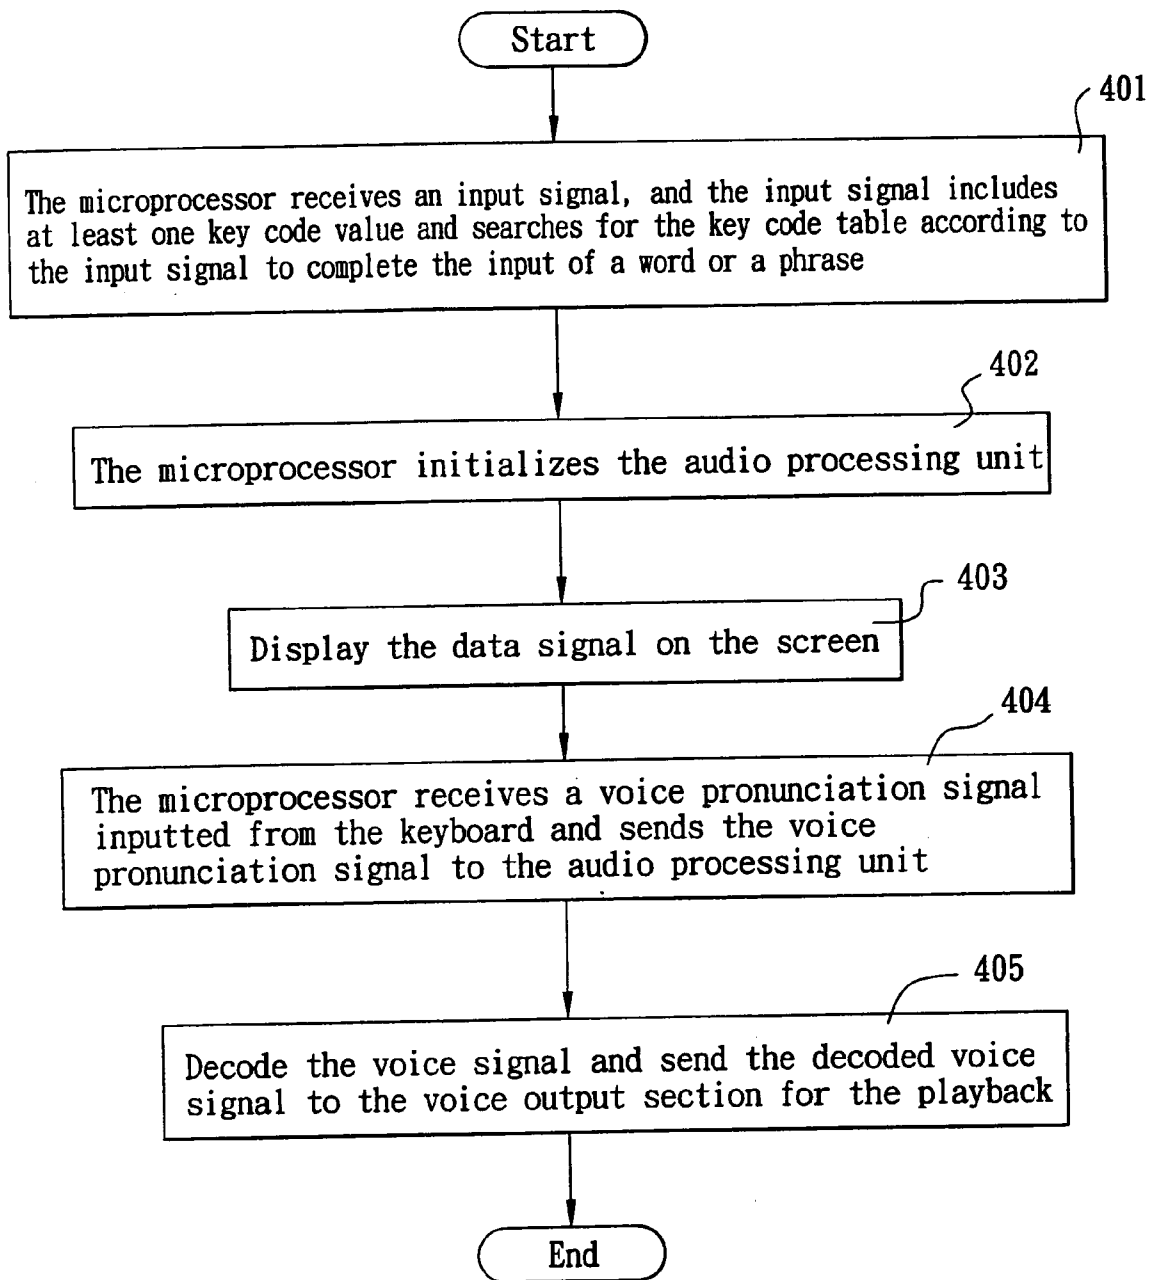 Start
401
The microprocessor receives an input signal, and the input signal includes
at least one key code value and searches for the key code table according to
the input signal to complete the input of a word or a phrase
402
The microprocessor initializes the audio processing unit
403
Display the data signal on the screen
404
The microprocessor receives a voice pronunciation signal
inputted from the keyboard and sends the voice
pronunciation signal to the audio processing unit
405
Decode the voice signal and send the decoded voice
signal to the voice output section for the playback
End